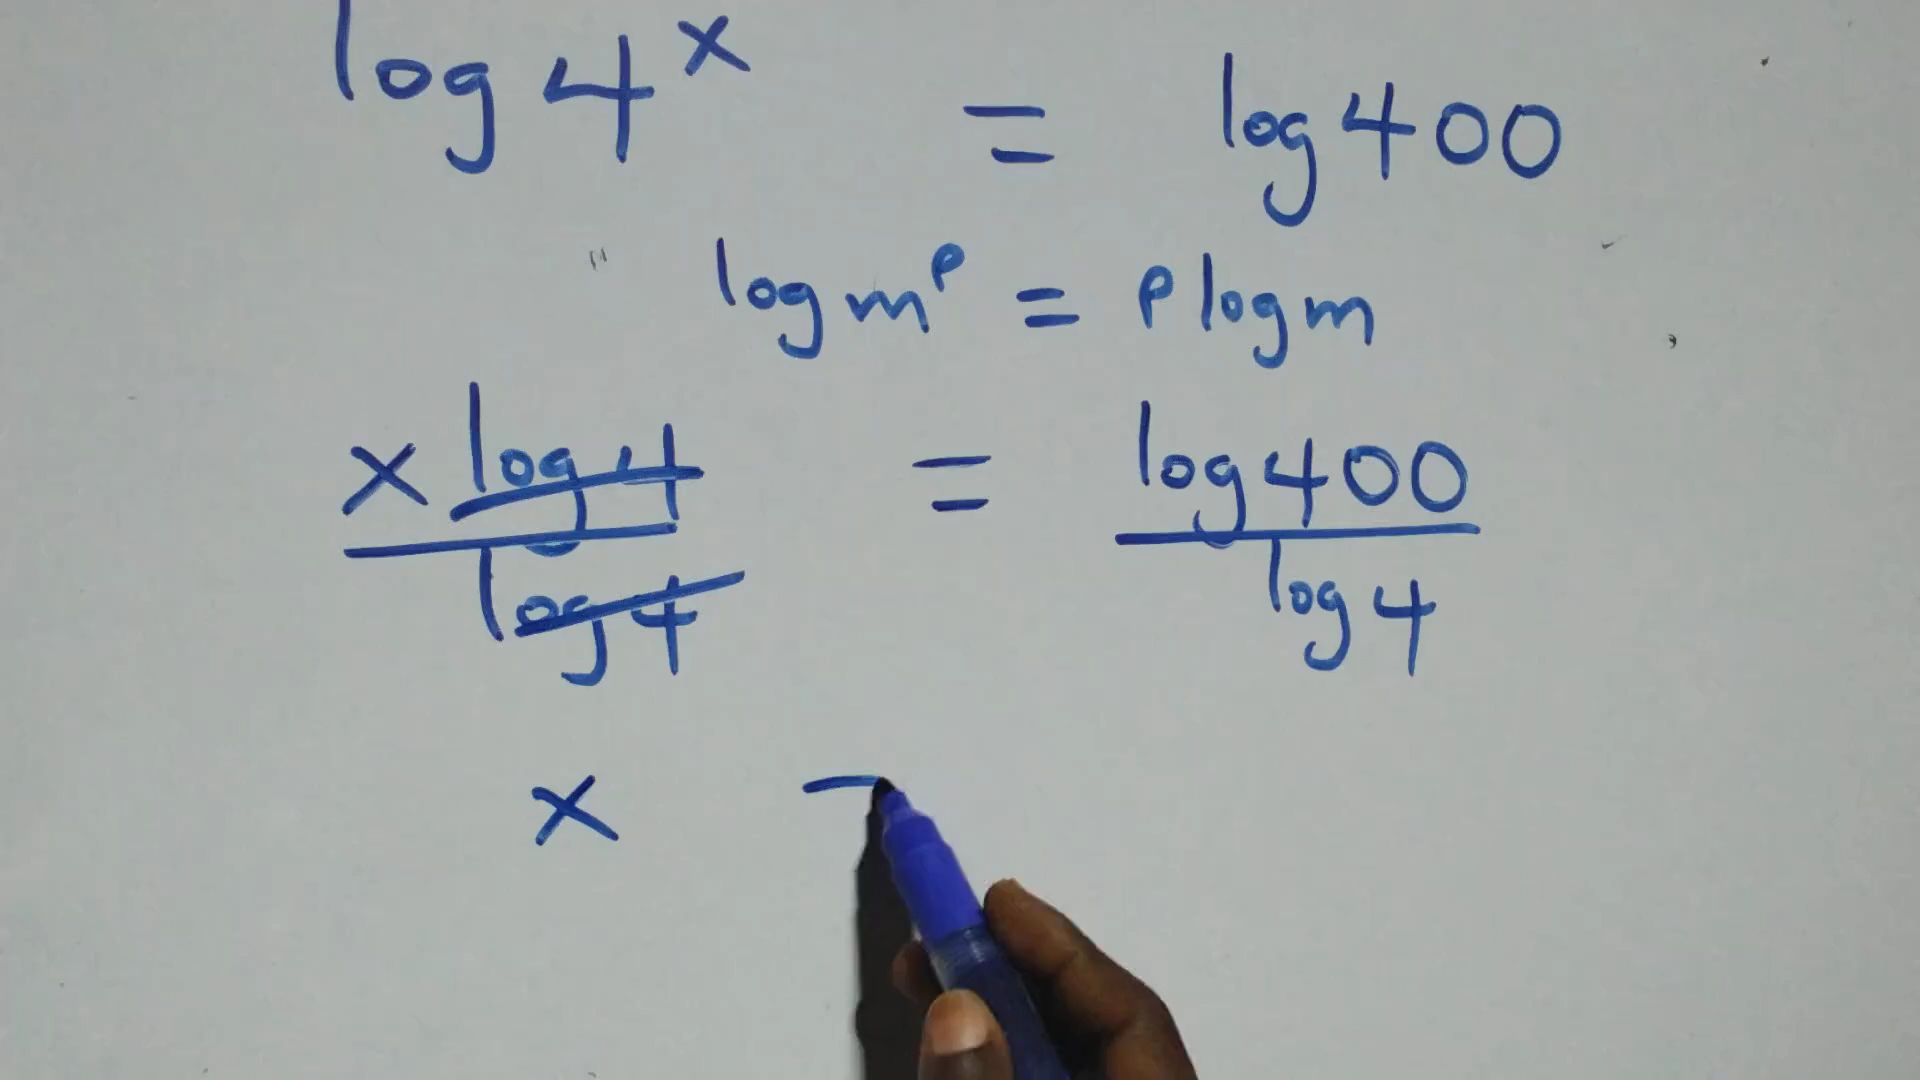 log 4^x = log 400
log m^p = p log m
x log 4 / log 4 = log 400 / log 4
x